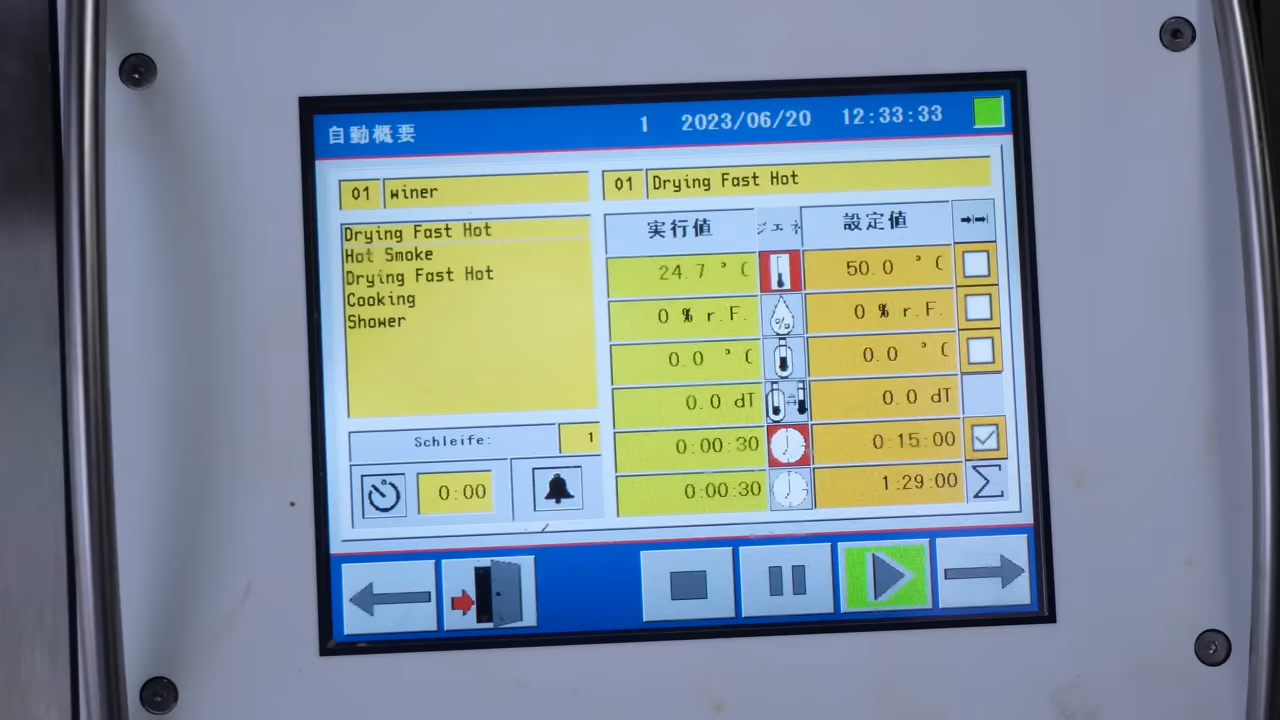 自動概要 1 2023/06/20 12:33:33
01 winer
01 Drying Fast Hot
Drying Fast Hot
Hot Smoke
Drying Fast Hot
Cooking
Shower
Schleife: 1
0:00
実行値 ジェネ 設定値
24.7 ° C 50.0 ° C
0 % r.F. % 0 % r.F.
0.0 ° C 0.0 ° C
0.0 dT 0.0 dT
0:00:30 0:15:00
0:00:30 1:29:00 Σ